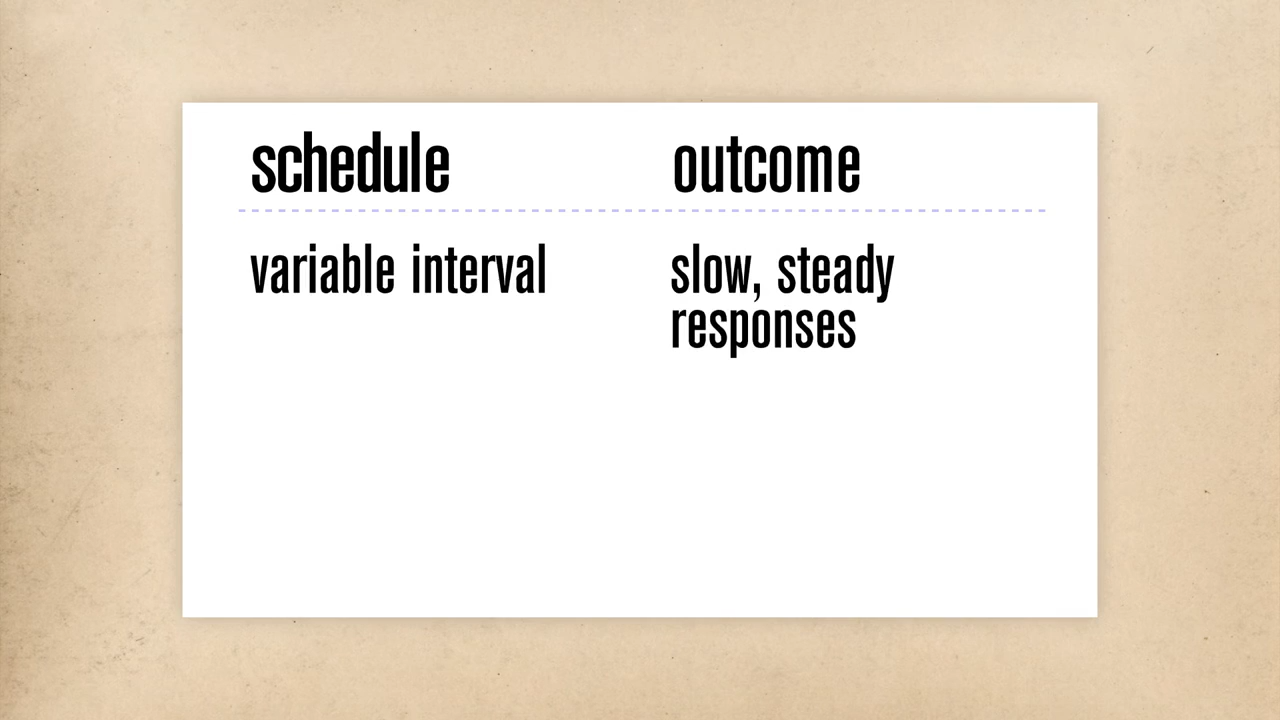 schedule outcome
variable interval slow, steady
responses